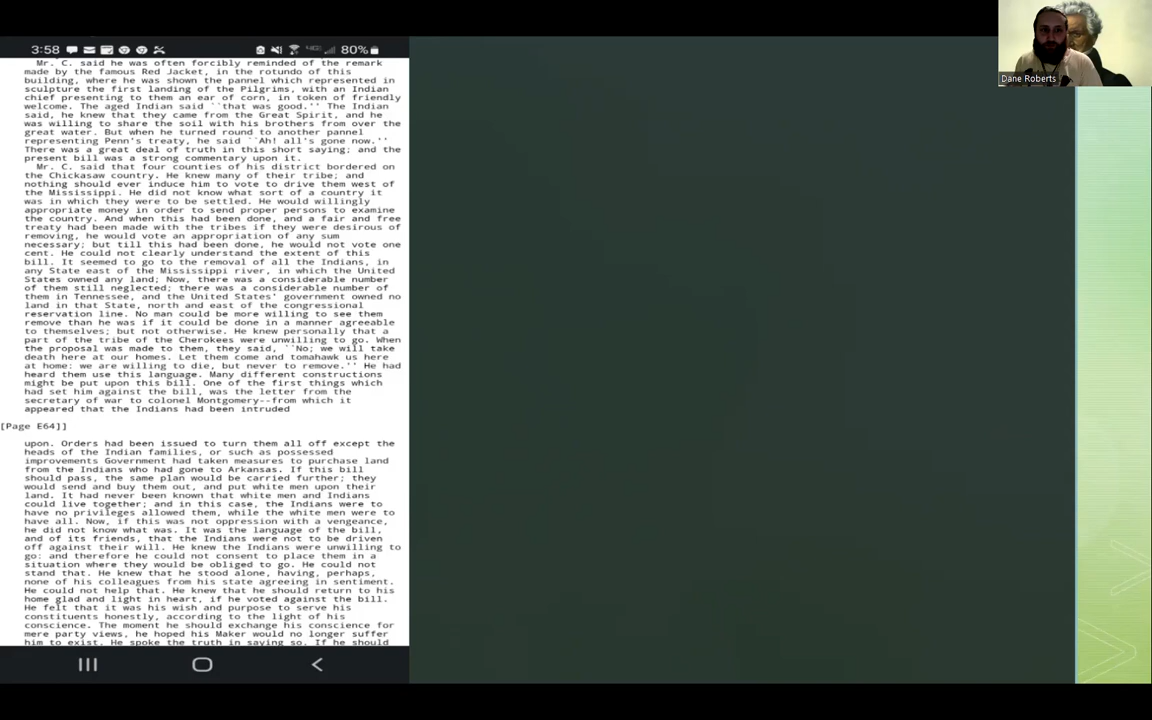 3:58
80%
Mr. C. said he was often forcibly reminded of the remark
made by the famous Red Jacket, in the rotundo of this
building, where he was shown the pannel which represented in
sculpture the first landing of the Pilgrims, with an Indian
chief presenting to them an ear of corn, in token of friendly
welcome. The aged Indian said ``that was good.'' The Indian
said, he knew that they came from the Great Spirit, and he
was willing to share the soil with his brothers from over the
great water. But when he turned round to another pannel
representing Penn's treaty, he said ``Ah! all's gone now.''
There was a great deal of truth in this short saying; and the
present bill was a strong commentary upon it.
Mr. C. said that four counties of his district bordered on
the Chickasaw country. He knew many of their tribe; and
nothing should ever induce him to vote to drive them west of
the Mississippi. He did not know what sort of a country it
was in which they were to be settled. He would willingly
appropriate money in order to send proper persons to examine
the country. And when this had been done, and a fair and free
treaty had been made with the tribes if they were desirous of
removing, he would vote an appropriation of any sum
necessary; but till this had been done, he would not vote one
cent. He could not clearly understand the extent of this
bill. It seemed to go to the removal of all the Indians, in
any State east of the Mississippi river, in which the United
States owned any land; Now, there was a considerable number
of them still neglected; there was a considerable number of
them in Tennessee, and the United States' government owned no
land in that State, north and east of the congressional
reservation line. No man could be more willing to see them
remove than he was if it could be done in a manner agreeable
to themselves; but not otherwise. He knew personally that a
part of the tribe of the Cherokees were unwilling to go. When
the proposal was made to them, they said, ``No; we will take
death here at our homes. Let them come and tomahawk us here
at home: we are willing to die, but never to remove.'' He had
heard them use this language. Many different constructions
might be put upon this bill. One of the first things which
had set him against the bill, was the letter from the
secretary of war to colonel Montgomery--from which it
appeared that the Indians had been intruded
[Page E64]]
upon. Orders had been issued to turn them all off except the
heads of the Indian families, or such as possessed
improvements Government had taken measures to purchase land
from the Indians who had gone to Arkansas. If this bill
should pass, the same plan would be carried further; they
would send and buy them out, and put white men upon their
land. It had never been known that white men and Indians
could live together; and in this case, the Indians were to
have no privileges allowed them, while the white men were to
have all. Now, if this was not oppression with a vengeance,
he did not know what was. It was the language of the bill,
and of its friends, that the Indians were not to be driven
off against their will. He knew the Indians were unwilling to
go: and therefore he could not consent to place them in a
situation where they would be obliged to go. He could not
stand that. He knew that he stood alone, having, perhaps,
none of his colleagues from his state agreeing in sentiment.
He could not help that. He knew that he should return to his
home glad and light in heart, if he voted against the bill.
He felt that it was his wish and purpose to serve his
constituents honestly, according to the light of his
conscience. The moment he should exchange his conscience for
mere party views, he hoped his Maker would no longer suffer
him to exist. He spoke the truth in saying so. If he should
Dane Roberts